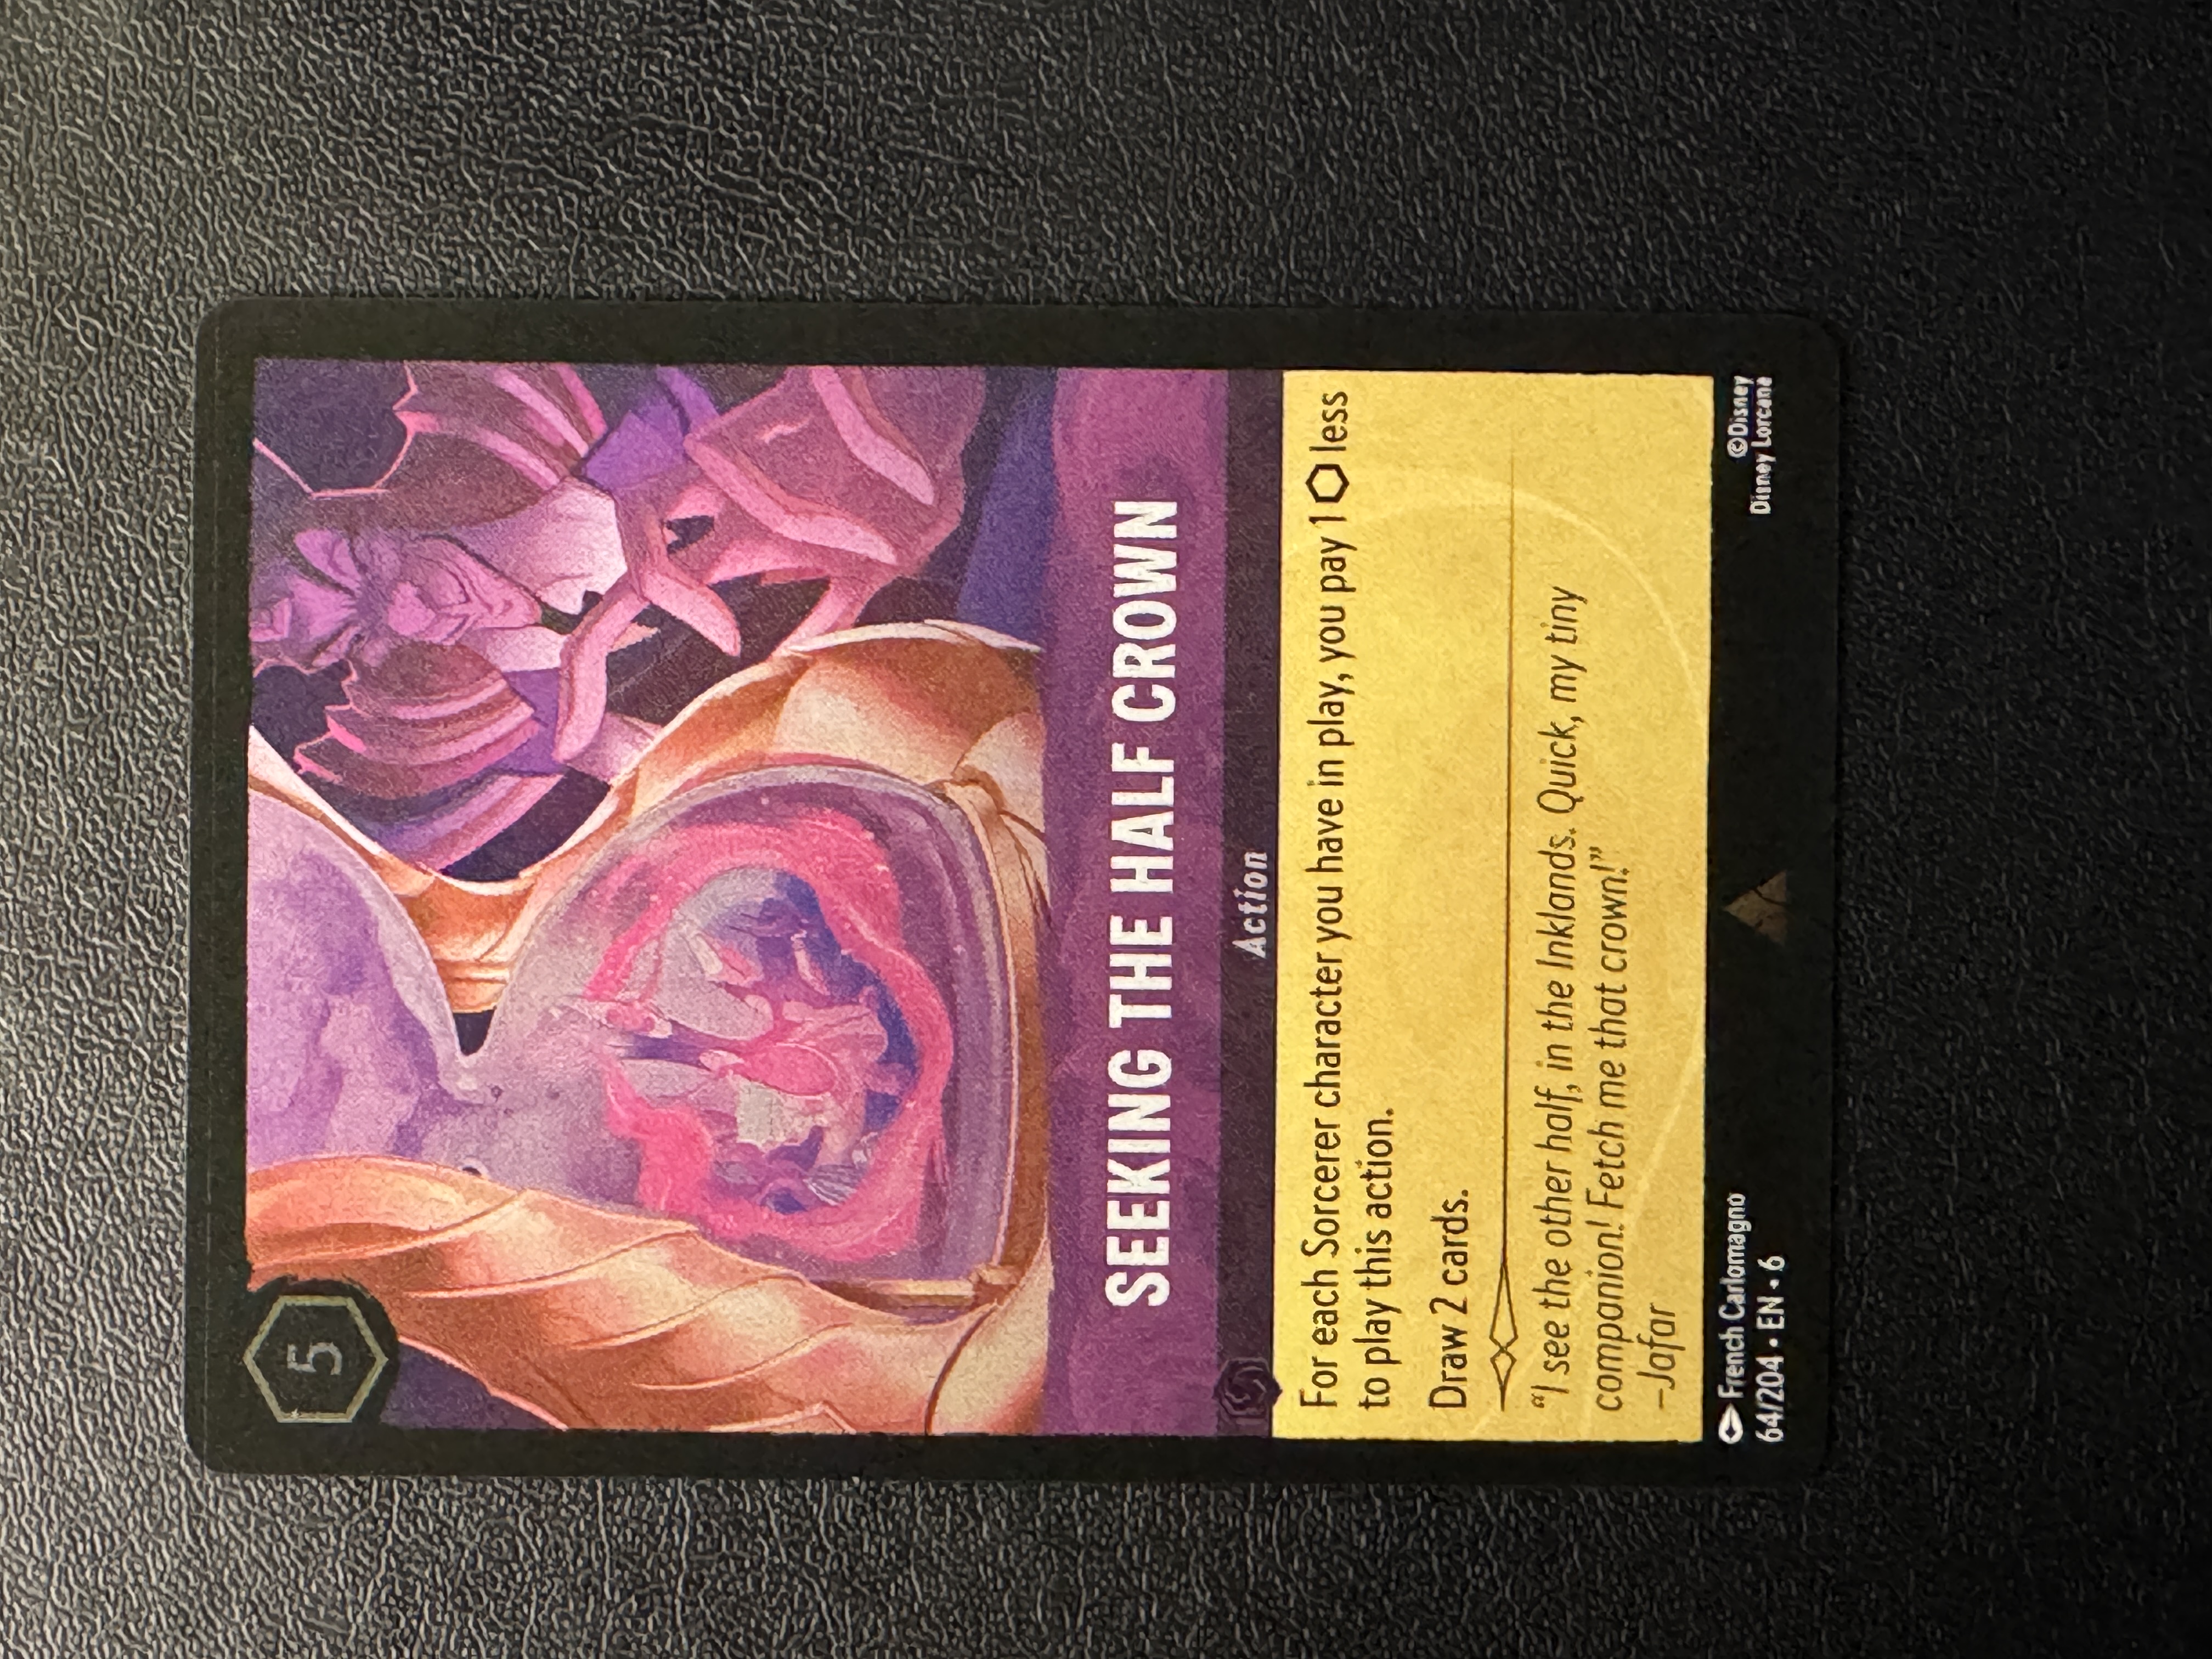 5
SEEKING THE HALF CROWN
Action
For each Sorcerer character you have in play, you pay 1 ⬡ less
to play this action.
Draw 2 cards.
“I see the other half, in the Inklands. Quick, my tiny
companion! Fetch me that crown!”
–Jafar
French Carlomagno
64/204 • EN • 6
©Disney
Disney Lorcana